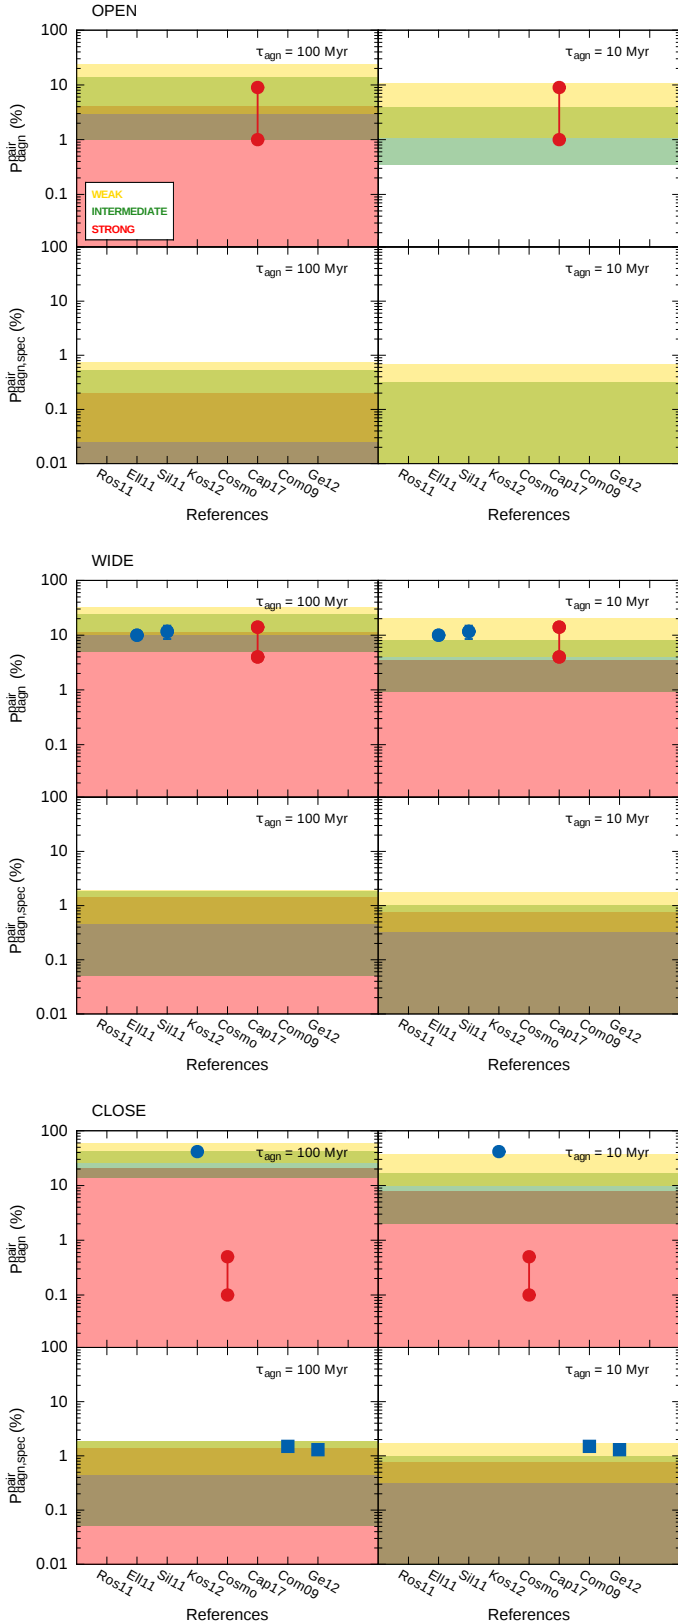 OPEN
100
10
1
0.1
P^pair_dagn (%)
τagn = 100 Myr
τagn = 10 Myr
WEAK
INTERMEDIATE
STRONG
100
10
1
0.1
0.01
P^pair_dagn,spec (%)
τagn = 100 Myr
τagn = 10 Myr
Ros11 Ell11 Sil11 Kos12 Cosmo Cap17 Com09 Ge12
Ros11 Ell11 Sil11 Kos12 Cosmo Cap17 Com09 Ge12
References
References
WIDE
100
10
1
0.1
P^pair_dagn (%)
τagn = 100 Myr
τagn = 10 Myr
100
10
1
0.1
0.01
P^pair_dagn,spec (%)
τagn = 100 Myr
τagn = 10 Myr
Ros11 Ell11 Sil11 Kos12 Cosmo Cap17 Com09 Ge12
Ros11 Ell11 Sil11 Kos12 Cosmo Cap17 Com09 Ge12
References
References
CLOSE
100
10
1
0.1
P^pair_dagn (%)
τagn = 100 Myr
τagn = 10 Myr
100
10
1
0.1
0.01
P^pair_dagn,spec (%)
τagn = 100 Myr
τagn = 10 Myr
Ros11 Ell11 Sil11 Kos12 Cosmo Cap17 Com09 Ge12
Ros11 Ell11 Sil11 Kos12 Cosmo Cap17 Com09 Ge12
References
References